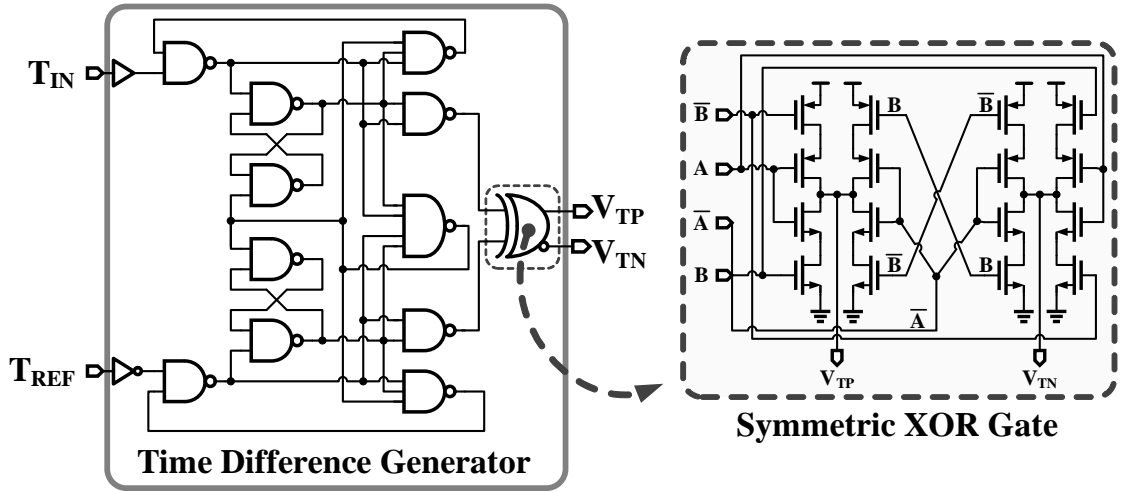 T_IN
T_REF
V_TP
V_TN
Time Difference Generator
B̅
A
A̅
B
B
B̅
B̅
B
A̅
V_TP
V_TN
Symmetric XOR Gate